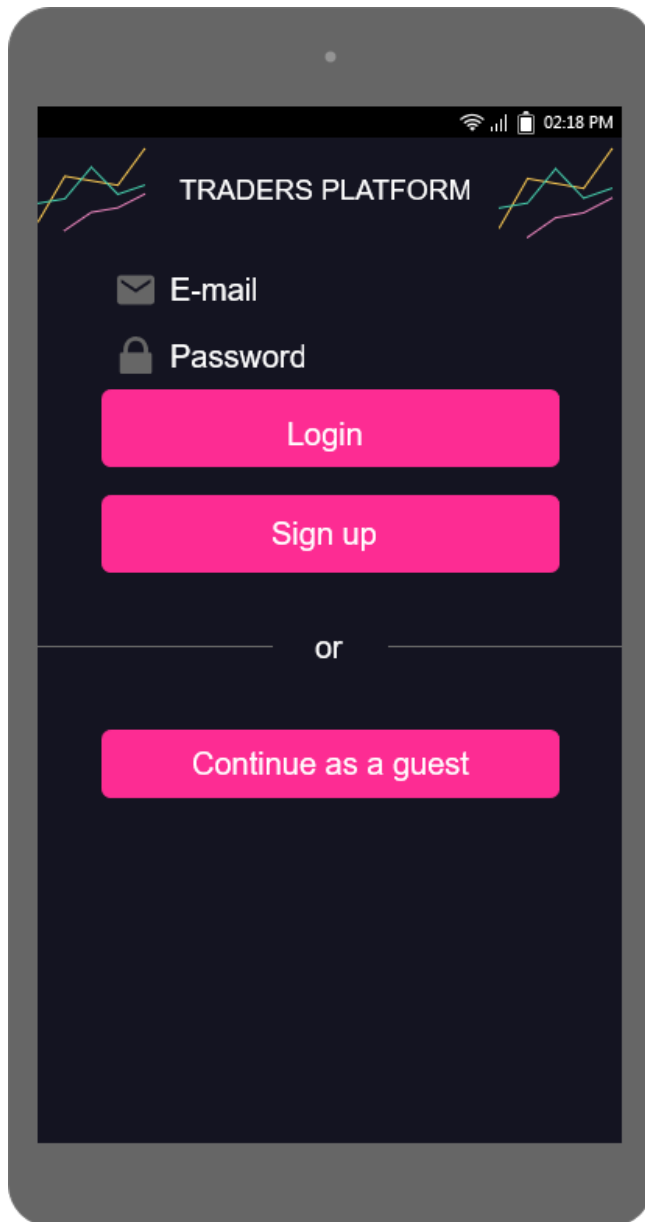 02:18 PM
TRADERS PLATFORM
E-mail
Password
Login
Sign up
or
Continue as a guest